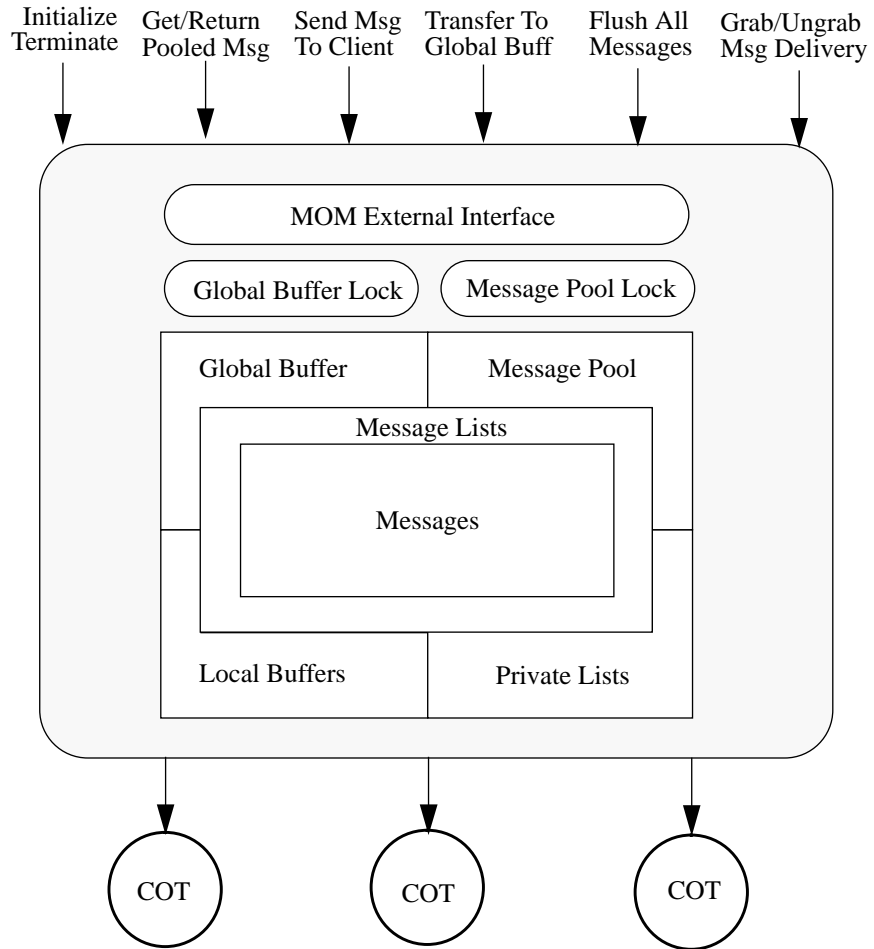 Initialize
Terminate
Get/Return
Pooled Msg
Send Msg
To Client
Transfer To
Global Buff
Flush All
Messages
Grab/Ungrab
Msg Delivery
MOM External Interface
Global Buffer Lock
Message Pool Lock
Global Buffer
Message Pool
Message Lists
Messages
Local Buffers
Private Lists
COT
COT
COT